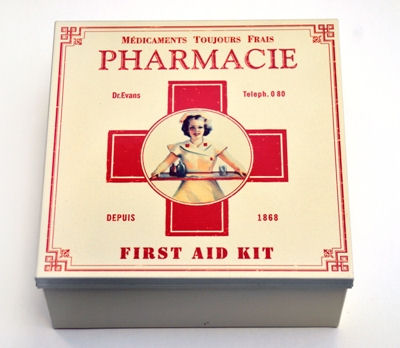 MÉDICAMENTS TOUJOURS FRAIS
PHARMACIE
Dr.Evans Teleph. 0 80
DEPUIS 1868
FIRST AID KIT